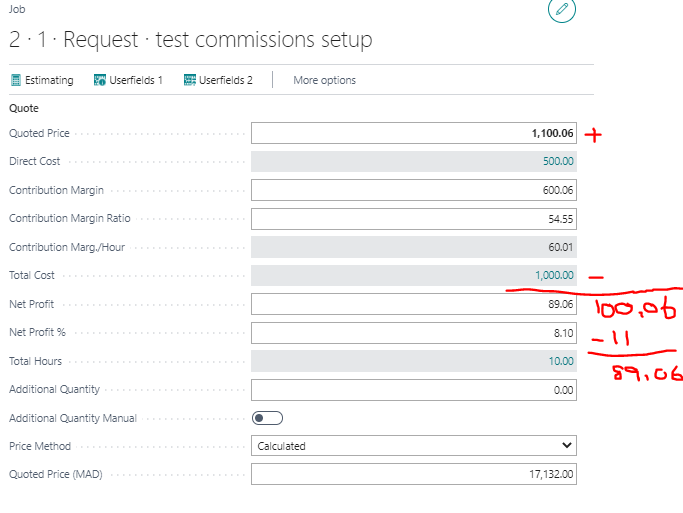 Job
2 · 1 · Request · test commissions setup
Estimating Userfields 1 Userfields 2 More options
Quote
Quoted Price 1,100.06 +
Direct Cost 500.00
Contribution Margin 600.06
Contribution Margin Ratio 54.55
Contribution Marg./Hour 60.01
Total Cost 1,000.00 −
Net Profit 89.06 100.06
Net Profit % 8.10 -11
Total Hours 10.00 89.06
Additional Quantity 0.00
Additional Quantity Manual
Price Method Calculated
Quoted Price (MAD) 17,132.00